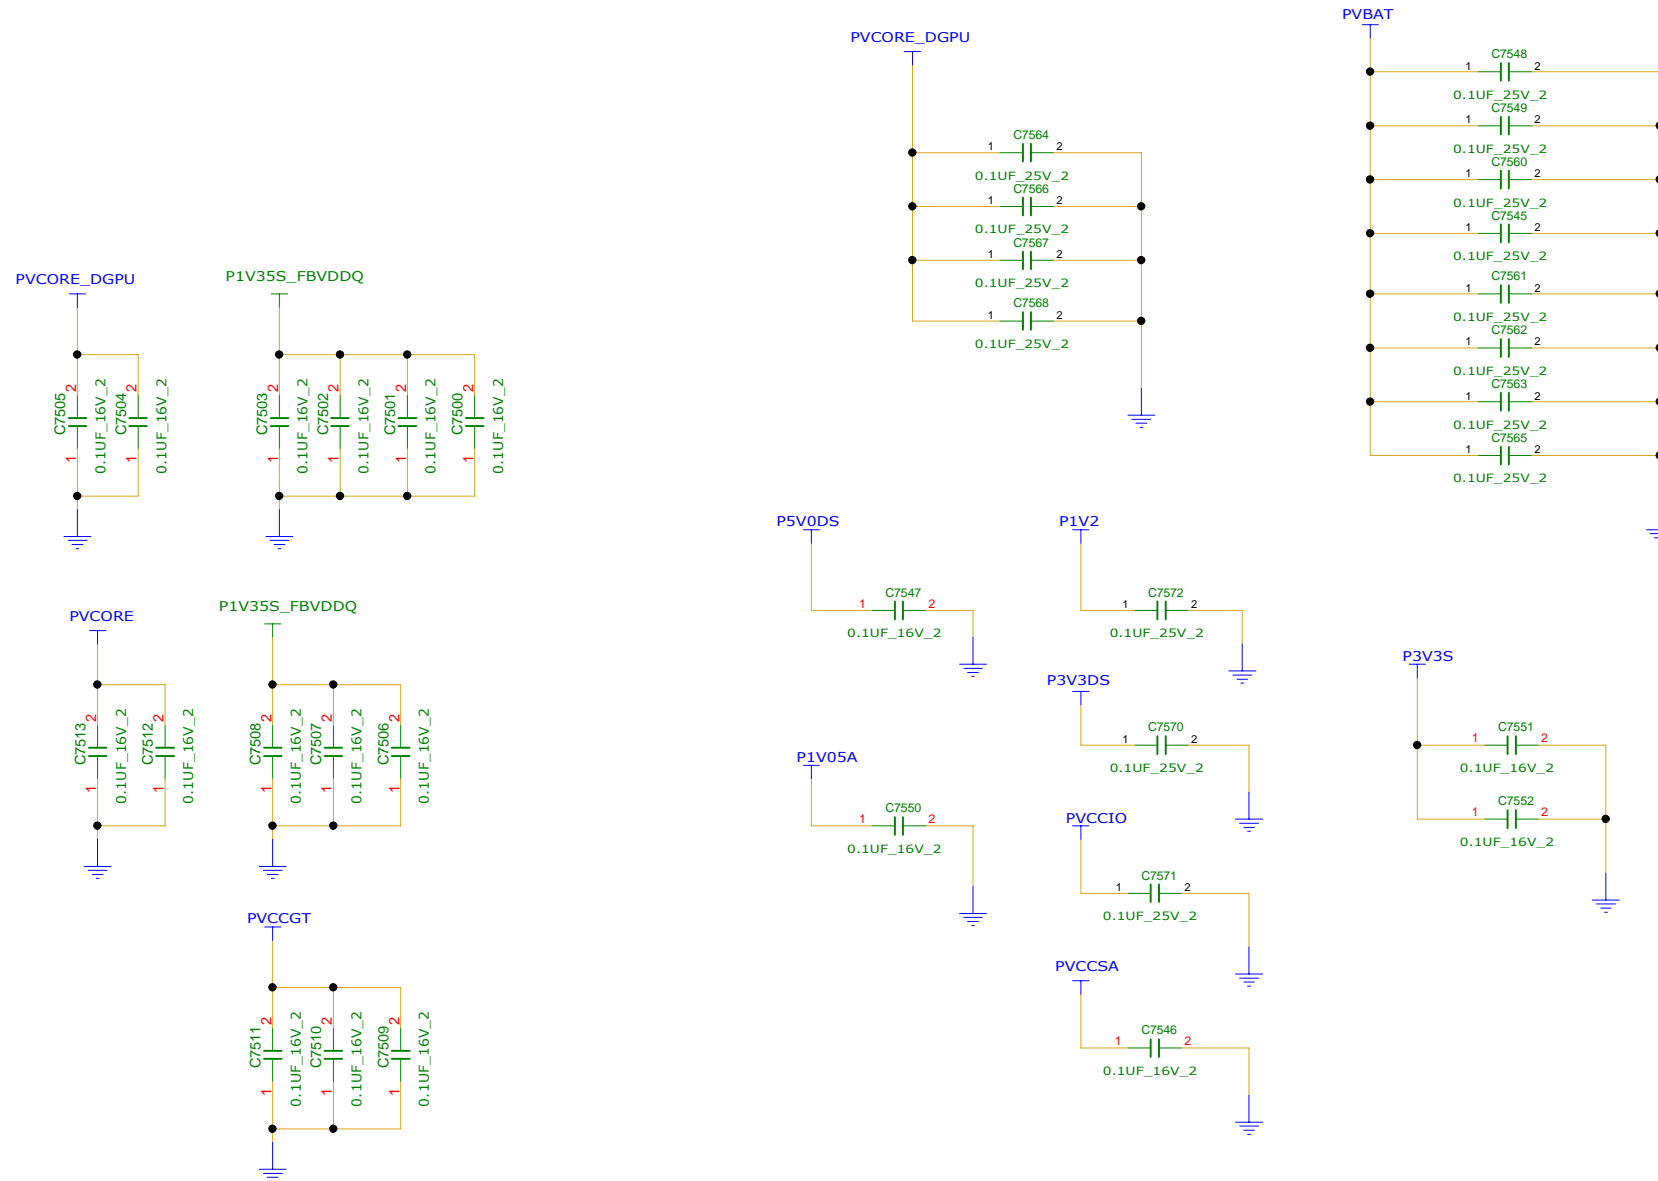 PVCORE_DGPU
1 C7564 2
0.1UF_25V_2
1 C7566 2
0.1UF_25V_2
1 C7567 2
0.1UF_25V_2
1 C7568 2
0.1UF_25V_2
PVBAT
1 C7548 2
0.1UF_25V_2
1 C7549 2
0.1UF_25V_2
1 C7560 2
0.1UF_25V_2
1 C7545 2
0.1UF_25V_2
1 C7561 2
0.1UF_25V_2
1 C7562 2
0.1UF_25V_2
1 C7563 2
0.1UF_25V_2
1 C7565 2
0.1UF_25V_2
PVCORE_DGPU
C7505 2 1 0.1UF_16V_2
C7504 2 1 0.1UF_16V_2
P1V35S_FBVDDQ
C7503 2 1 0.1UF_16V_2
C7502 2 1 0.1UF_16V_2
C7501 2 1 0.1UF_16V_2
C7500 2 1 0.1UF_16V_2
P5V0DS
1 C7547 2
0.1UF_16V_2
P1V2
1 C7572 2
0.1UF_25V_2
PVCORE
C7513 2 1 0.1UF_16V_2
C7512 2 1 0.1UF_16V_2
P1V35S_FBVDDQ
C7508 2 1 0.1UF_16V_2
C7507 2 1 0.1UF_16V_2
C7506 2 1 0.1UF_16V_2
P3V3DS
1 C7570 2
0.1UF_25V_2
P3V3S
1 C7551 2
0.1UF_16V_2
1 C7552 2
0.1UF_16V_2
P1V05A
1 C7550 2
0.1UF_16V_2
PVCCIO
1 C7571 2
0.1UF_25V_2
PVCCGT
C7511 2 1 0.1UF_16V_2
C7510 2 1 0.1UF_16V_2
C7509 2 1 0.1UF_16V_2
PVCCSA
1 C7546 2
0.1UF_16V_2